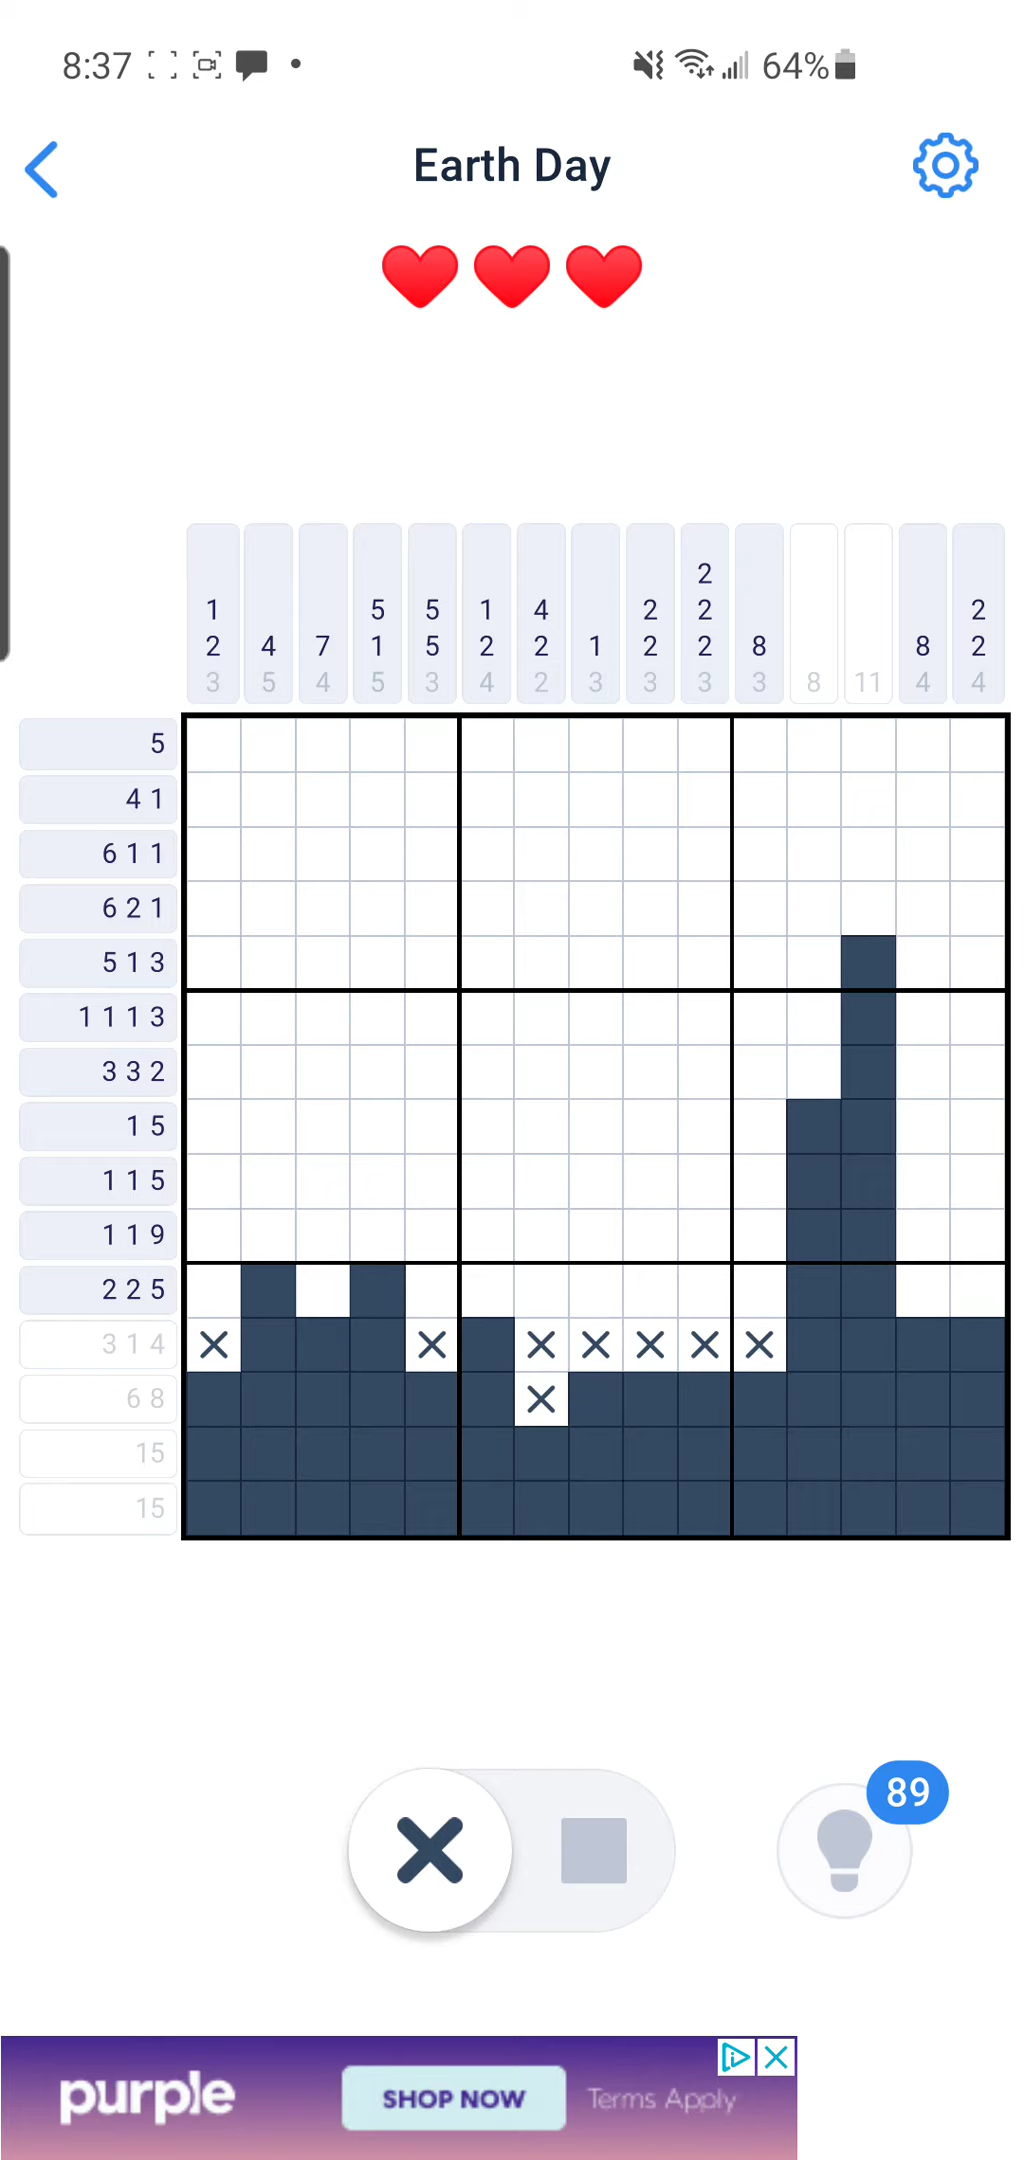 8:37 64%
Earth Day
2
1 5 5 1 4 2 2 2 2
2 4 7 1 5 2 2 1 2 2 8 8 2
3 5 4 5 3 4 2 3 3 3 3 8 11 4 4
5
4 1
6 1 1
6 2 1
5 1 3
1 1 1 3
3 3 2
1 5
1 1 5
1 1 9
2 2 5
3 1 4
6 8
15
15
89
purple
SHOP NOW
Terms Apply